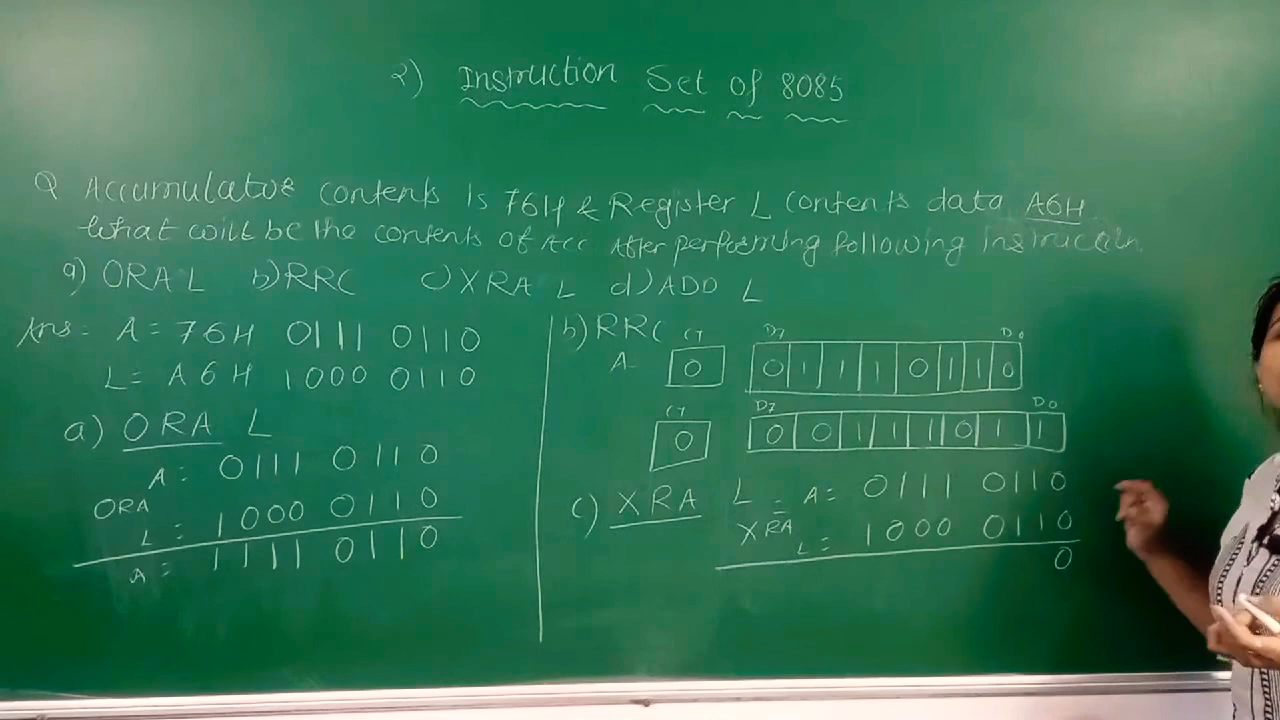 2) Instruction Set of 8085
Q Accumulator contents is 76H & Register L contents data A6H.
What will be the contents of Acc After performing following
a) ORA L b) RRC c) XRA L d) ADD L
Ans = A = 76H 0111 0110
L = A6H 1000 0110
a) ORA L
A = 0111 0110
ORA
L = 1000 0110
A = 1111 0110
b) RRC
CY D7 D0
A 0 0 1 1 1 0 1 1 0
CY D7 D0
0 0 0 1 1 1 0 1 1
c) XRA L = A = 0111 0110
XRA L = 1000 0110
0